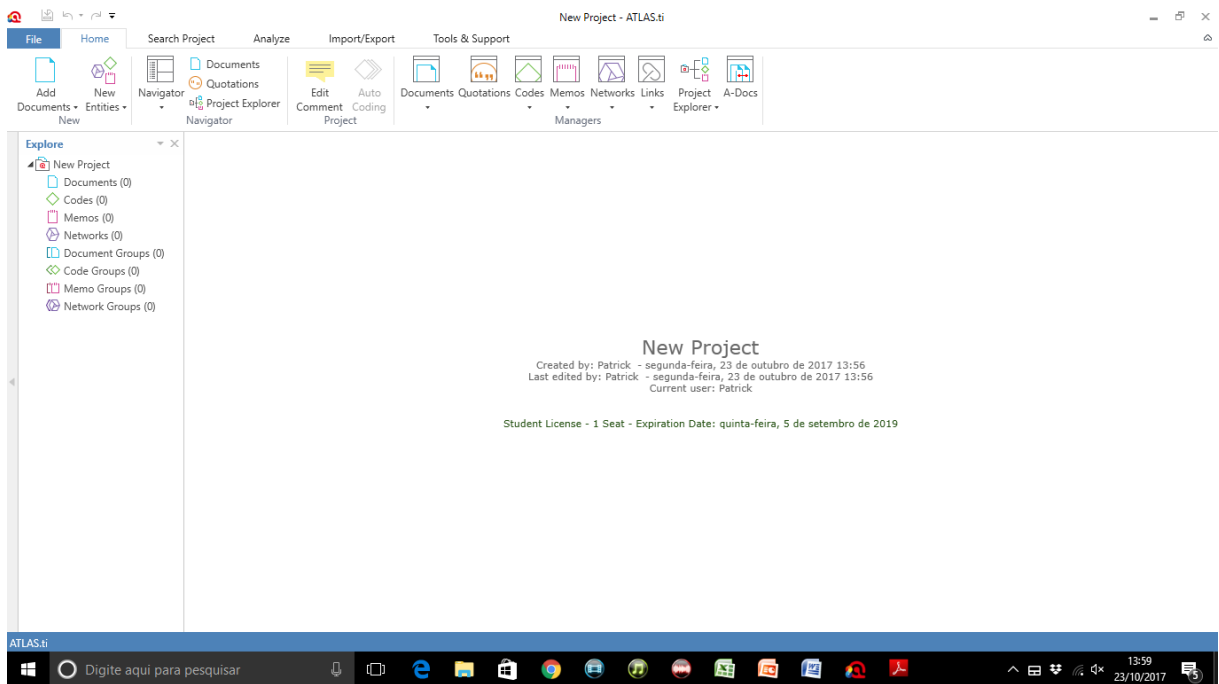 New Project - ATLAS.ti
File Home Search Project Analyze Import/Export Tools & Support
Add Documents
New Entities
New
Navigator
Documents
Quotations
Project Explorer
Navigator
Edit Comment
Auto Coding
Project
Documents Quotations Codes Memos Networks Links Project Explorer A-Docs
Managers
Explore
New Project
Documents (0)
Codes (0)
Memos (0)
Networks (0)
Document Groups (0)
Code Groups (0)
Memo Groups (0)
Network Groups (0)
New Project
Created by: Patrick - segunda-feira, 23 de outubro de 2017 13:56
Last edited by: Patrick - segunda-feira, 23 de outubro de 2017 13:56
Current user: Patrick
Student License - 1 Seat - Expiration Date: quinta-feira, 5 de setembro de 2019
ATLAS.ti
Digite aqui para pesquisar
13:59
23/10/2017
5